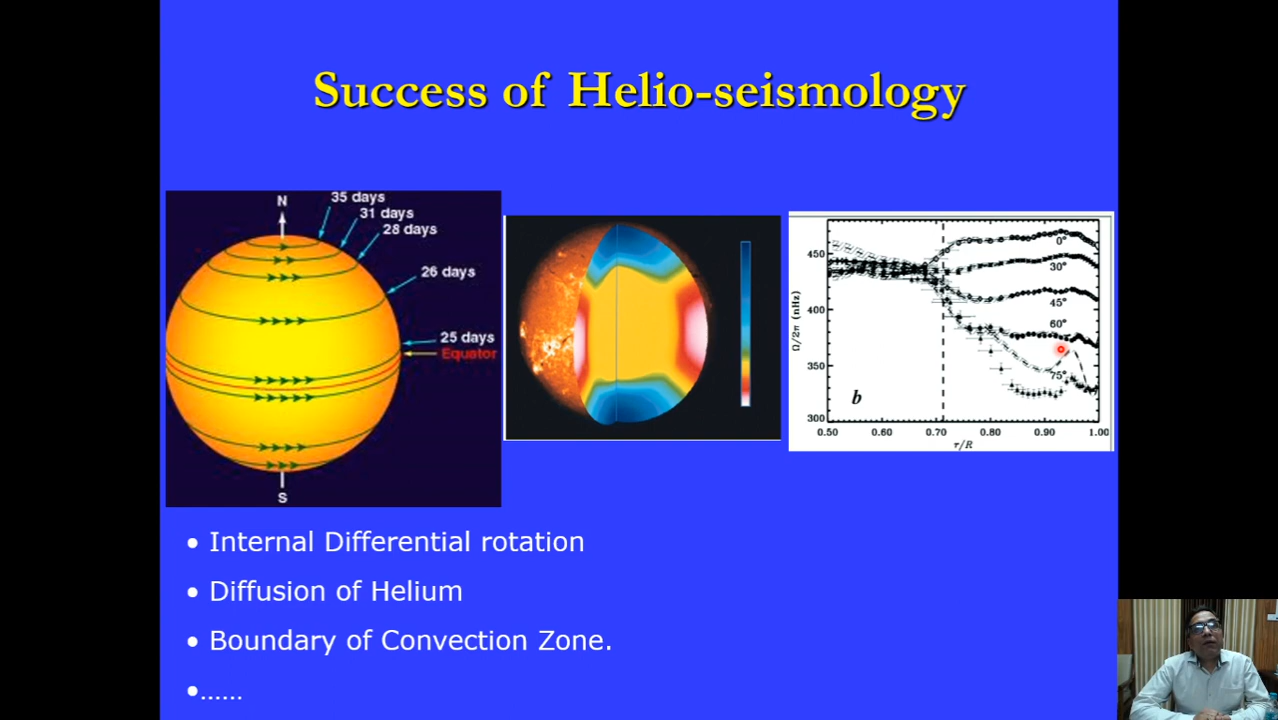 Success of Helio-seismology
N
35 days
31 days
28 days
26 days
25 days
Equator
S
450
400
350
300
Ω/2π (nHz)
0°
30°
45°
60°
75°
b
0.50 0.60 0.70 0.80 0.90 1.00
r/R
• Internal Differential rotation
• Diffusion of Helium
• Boundary of Convection Zone.
•......